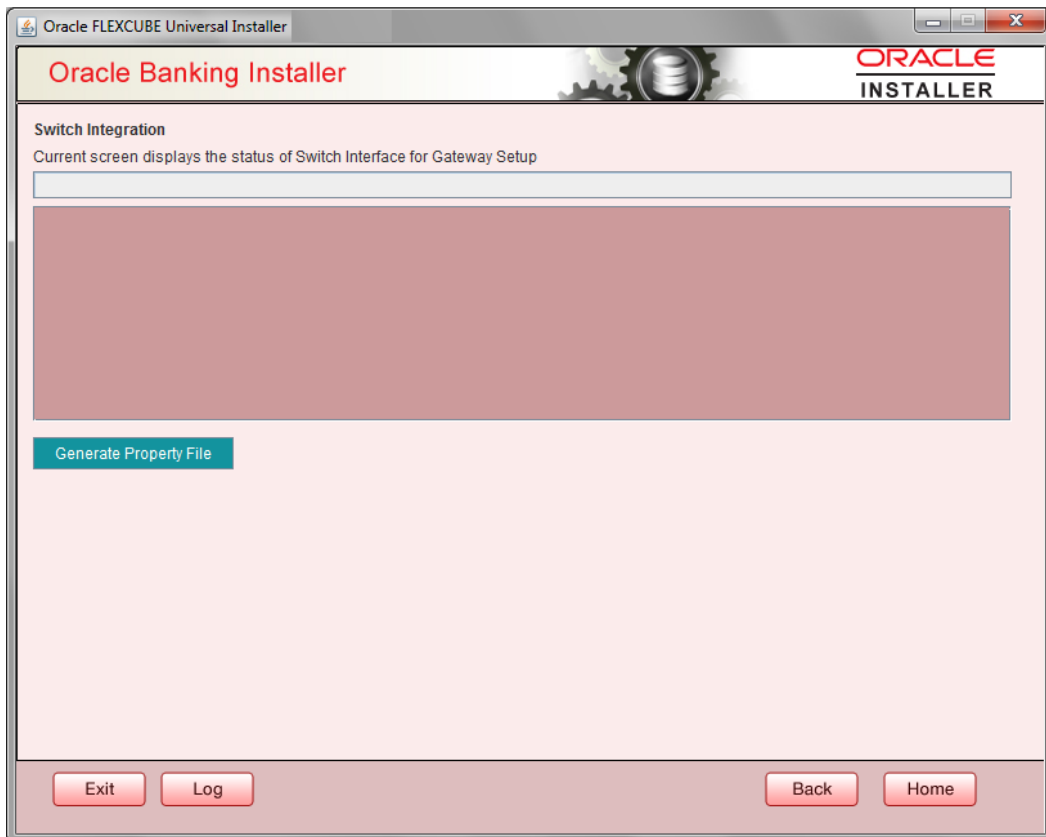 Oracle FLEXCUBE Universal Installer
Oracle Banking Installer
ORACLE
INSTALLER
Switch Integration
Current screen displays the status of Switch Interface for Gateway Setup
Generate Property File
Exit
Log
Back
Home